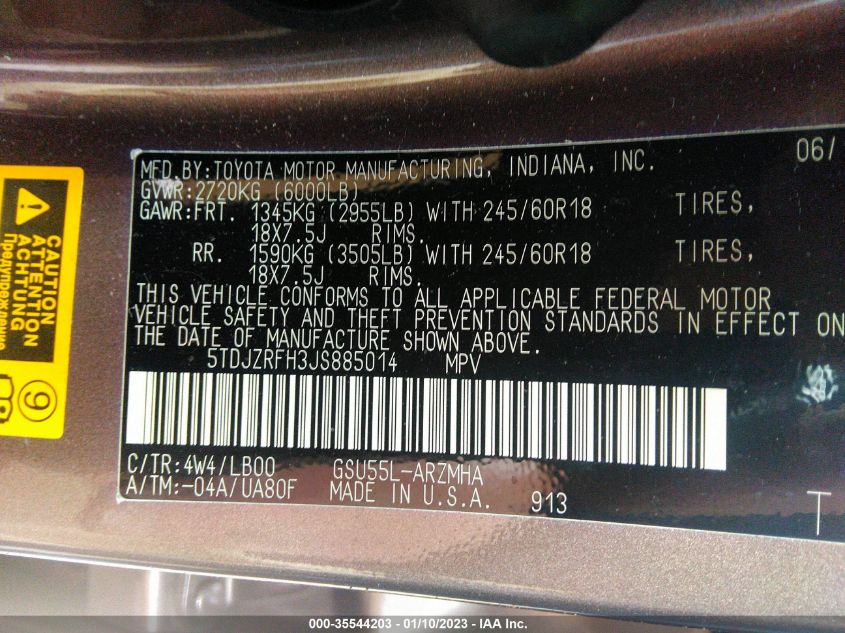 MFD.BY:TOYOTA MOTOR MANUFACTURING, INDIANA, INC. 06/
GVWR:2720KG (6000LB)
GAWR:FRT. 1345KG (2955LB) WITH 245/60R18 TIRES,
18X7.5J RIMS.
RR. 1590KG (3505LB) WITH 245/60R18 TIRES,
18X7.5J RIMS.
THIS VEHICLE CONFORMS TO ALL APPLICABLE FEDERAL MOTOR
VEHICLE SAFETY AND THEFT PREVENTION STANDARDS IN EFFECT ON
THE DATE OF MANUFACTURE SHOWN ABOVE.
5TDJZRFH3JS885014 MPV
C/TR:4W4/LB00 GSU55L-ARZMHA
A/TM:-04A/UA80F MADE IN U.S.A. 913
T
CAUTION
ATTENTION
Предупреждение
9
000-35544203 - 01/10/2023 - IAA Inc.